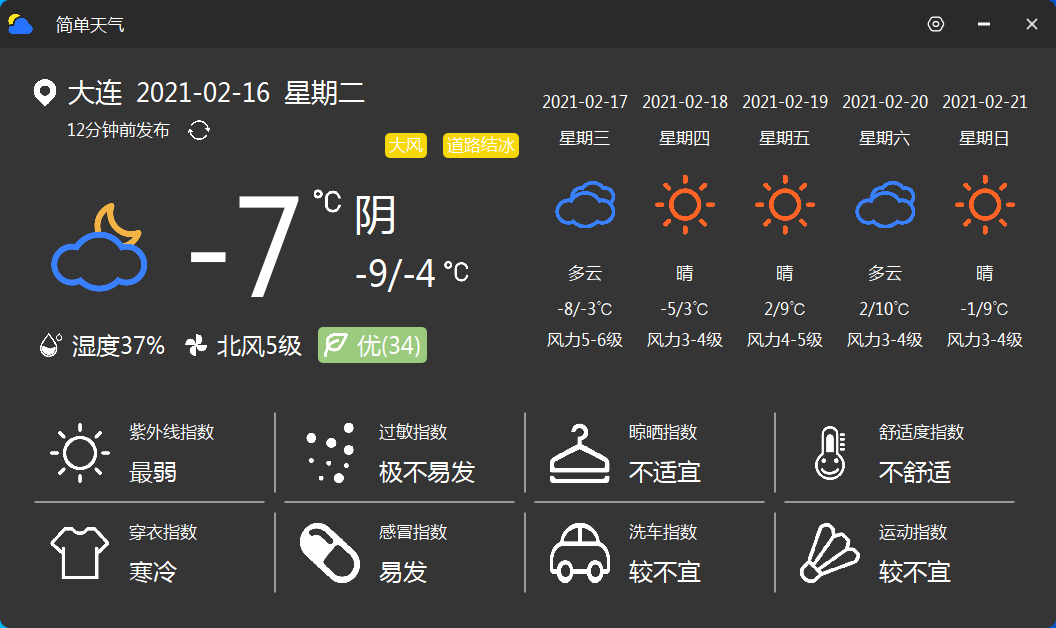 简单天气
大连 2021-02-16 星期二
12分钟前发布
大风 道路结冰
-7℃ 阴
-9/-4℃
湿度37% 北风5级 优(34)
2021-02-17 2021-02-18 2021-02-19 2021-02-20 2021-02-21
星期三 星期四 星期五 星期六 星期日
多云 晴 晴 多云 晴
-8/-3℃ -5/3℃ 2/9℃ 2/10℃ -1/9℃
风力5-6级 风力3-4级 风力4-5级 风力3-4级 风力3-4级
紫外线指数 过敏指数 晾晒指数 舒适度指数
最弱 极不易发 不适宜 不舒适
穿衣指数 感冒指数 洗车指数 运动指数
寒冷 易发 较不宜 较不宜